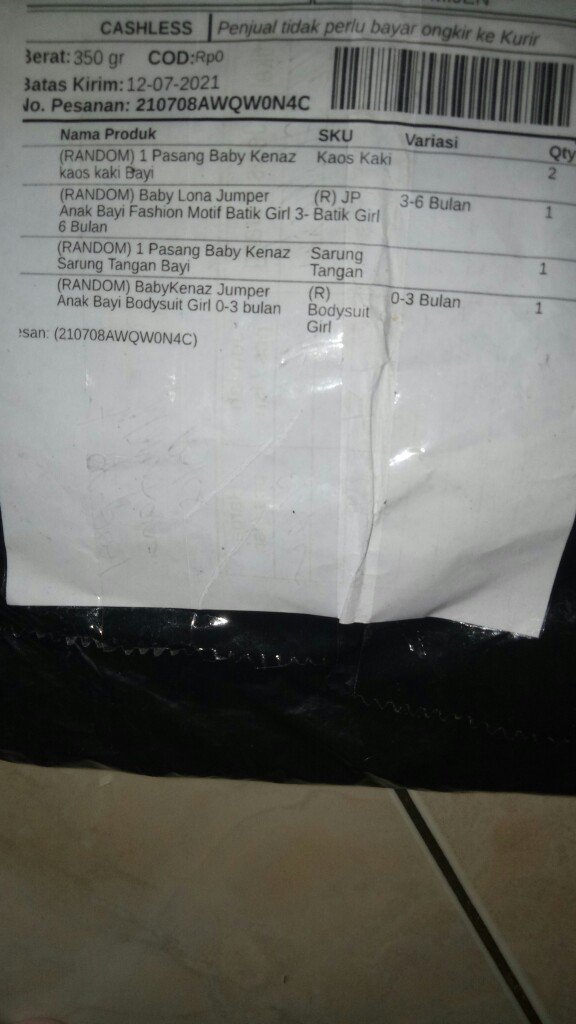 CASHLESS Penjual tidak perlu bayar ongkir ke Kurir
Berat: 350 gr COD: Rp0
Batas Kirim: 12-07-2021
No. Pesanan: 210708AWQW0N4C
Nama Produk SKU Variasi Qty
(RANDOM) 1 Pasang Baby Kenaz Kaos Kaki 2
kaos kaki Bayi
(RANDOM) Baby Lona Jumper (R) JP 3-6 Bulan 1
Anak Bayi Fashion Motif Batik Girl 3- Batik Girl
6 Bulan
(RANDOM) 1 Pasang Baby Kenaz Sarung 1
Sarung Tangan Bayi Tangan
(RANDOM) BabyKenaz Jumper (R) 0-3 Bulan 1
Anak Bayi Bodysuit Girl 0-3 bulan Bodysuit
Girl
esan: (210708AWQW0N4C)